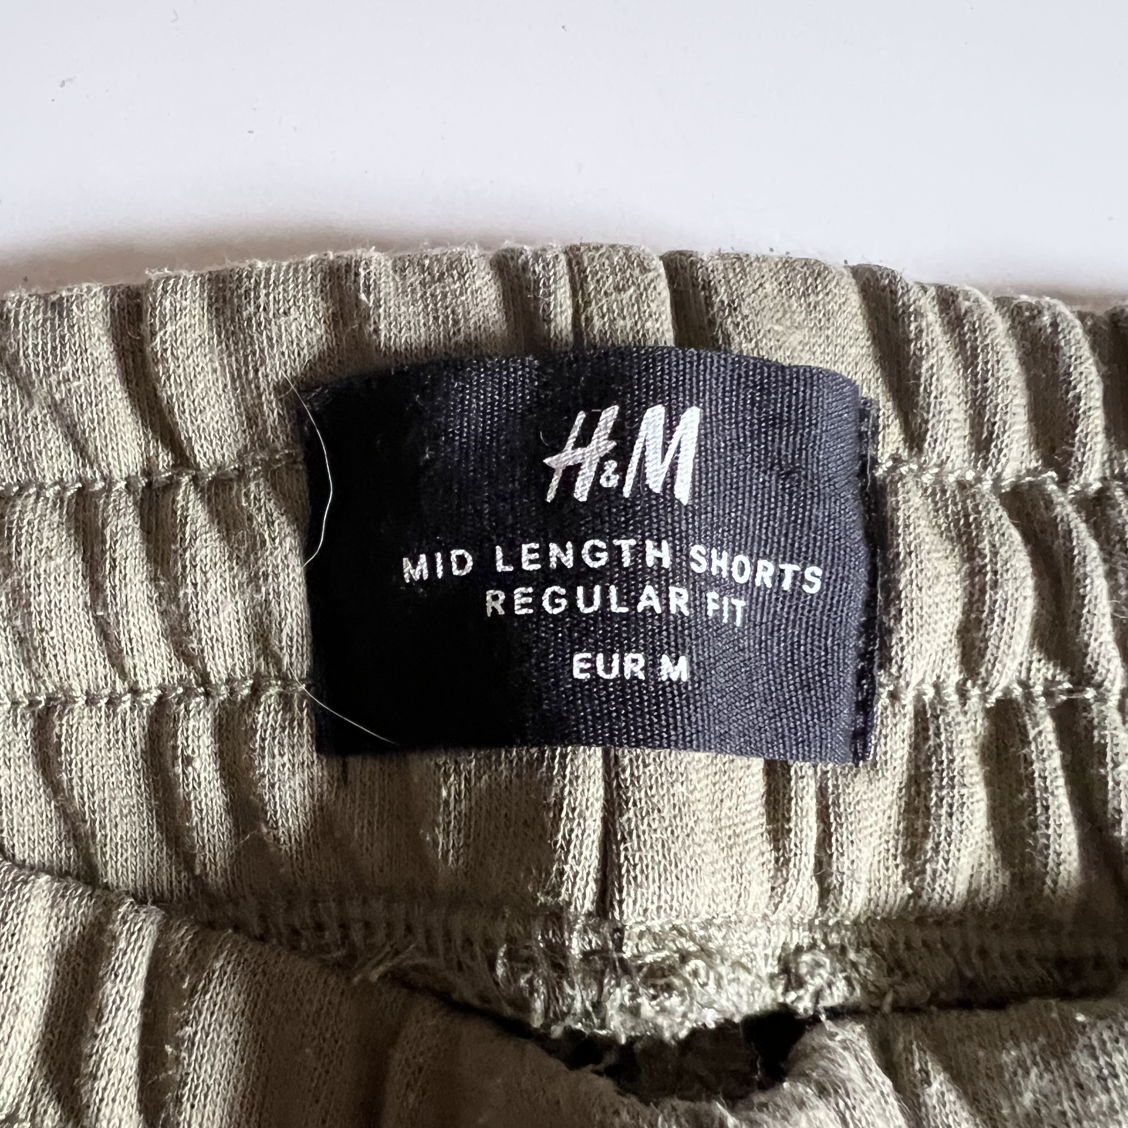 H&M
MID LENGTH SHORTS
REGULAR FIT
EUR M